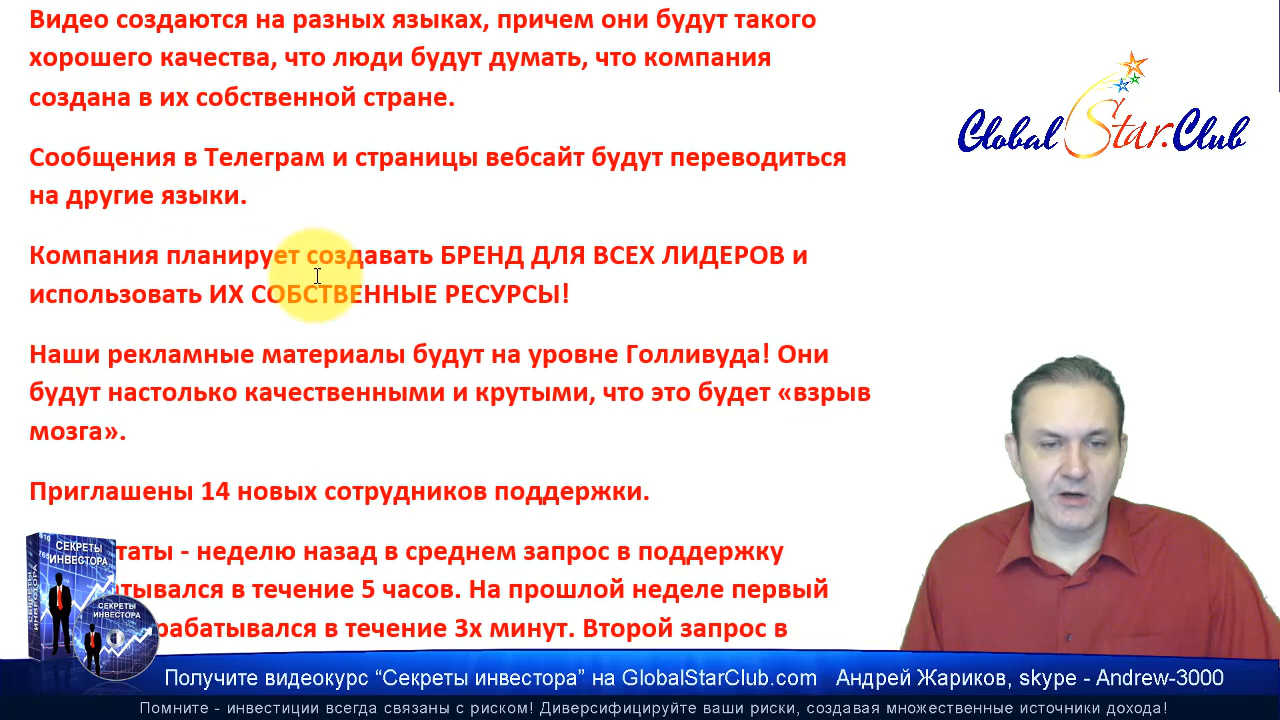 Видео создаются на разных языках, причем они будут такого
хорошего качества, что люди будут думать, что компания
создана в их собственной стране.
Global Star.Club
Сообщения в Телеграм и страницы вебсайт будут переводиться
на другие языки.
Компания планирует создавать БРЕНД ДЛЯ ВСЕХ ЛИДЕРОВ и
использовать ИХ СОБСТВЕННЫЕ РЕСУРСЫ!
Наши рекламные материалы будут на уровне Голливуда! Они
будут настолько качественными и крутыми, что это будет «взрыв
мозга».
Приглашены 14 новых сотрудников поддержки.
таты - неделю назад в среднем запрос в поддержку
тывался в течение 5 часов. На прошлой неделе первый
рабатывался в течение 3х минут. Второй запрос в
СЕКРЕТЫ
ИНВЕСТОРА
СЕКРЕТЫ
ИНВЕСТОРА
СЕКРЕТЫ
ИНВЕСТОРА
Получите видеокурс “Секреты инвестора” на GlobalStarClub.com Андрей Жариков, skype - Andrew-3000
Помните - инвестиции всегда связаны с риском! Диверсифицируйте ваши риски, создавая множественные источники дохода!